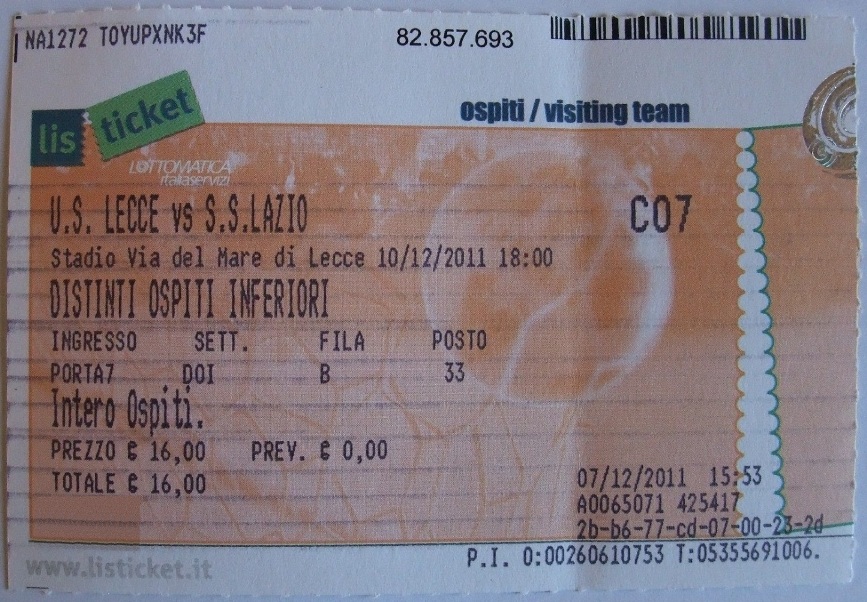 NA1272 TOYUPXNK3F
82.857.693
lis ticket
ospiti / visiting team
LOTTOMATICA
italiaservizi
U.S. LECCE vs S.S.LAZIO
C07
Stadio Via del Mare di Lecce 10/12/2011 18:00
DISTINTI OSPITI INFERIORI
INGRESSO SETT. FILA POSTO
PORTA7 DOI B 33
Intero Ospiti.
PREZZO € 16,00 PREV. € 0,00
TOTALE € 16,00
07/12/2011 15:53
A0065071 425417
2b-b6-77-cd-07-00-23-2d
P.I. O:00260610753 T:05355691006.
www.listicket.it